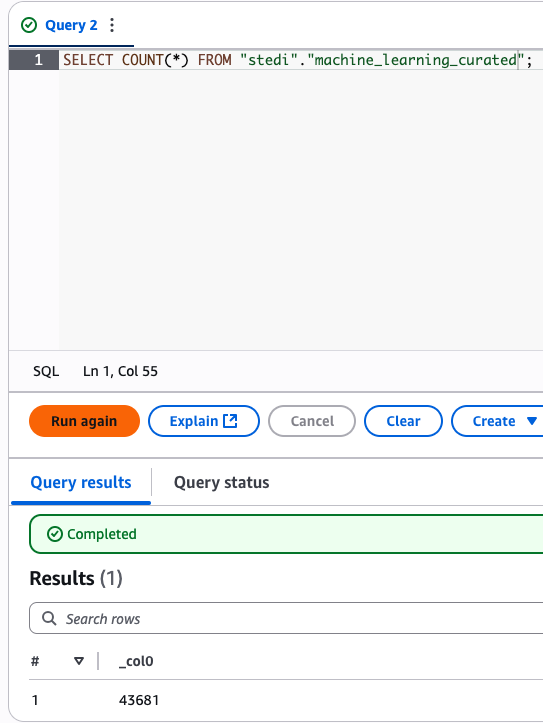 Query 2
1 SELECT COUNT(*) FROM "stedi"."machine_learning_curated";
SQL Ln 1, Col 55
Run again Explain Cancel Clear Create
Query results Query status
Completed
Results (1)
Search rows
# _col0
1 43681